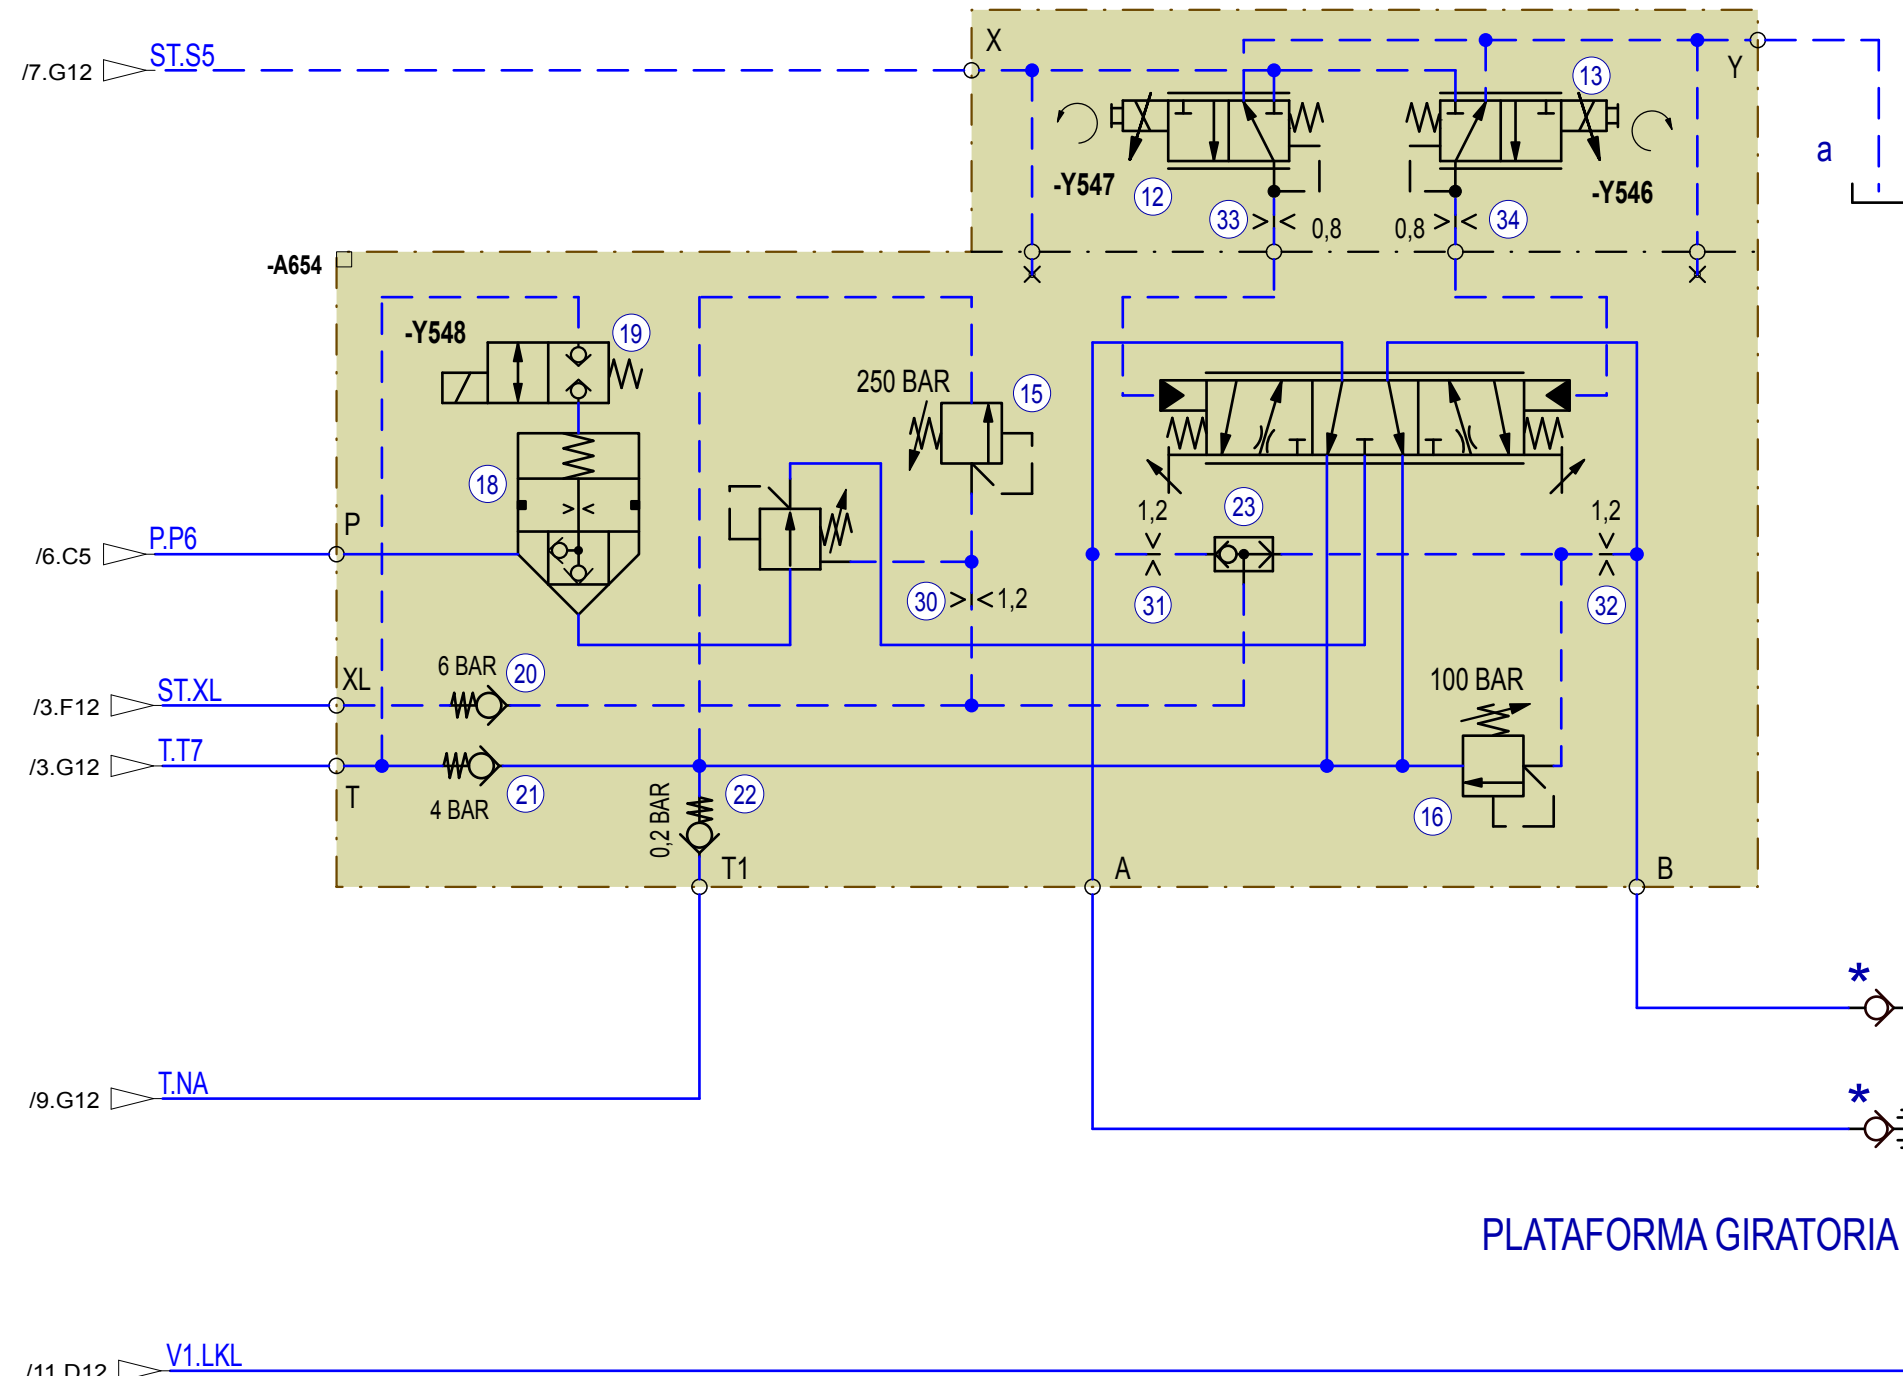 X
ST.S5
/7.G12
Y
13
a
-Y547
12
-Y546
33
0,8
0,8
34
-A654
-Y548
19
250 BAR
15
18
1,2
23
1,2
P
P.P6
/6.C5
30
1,2
31
32
6 BAR
20
XL
ST.XL
/3.F12
100 BAR
T.T7
/3.G12
T
4 BAR
21
0,2 BAR
22
16
T1
A
B
*
T.NA
/9.G12
*
PLATAFORMA GIRATORIA
V1.LKL
/11.D12